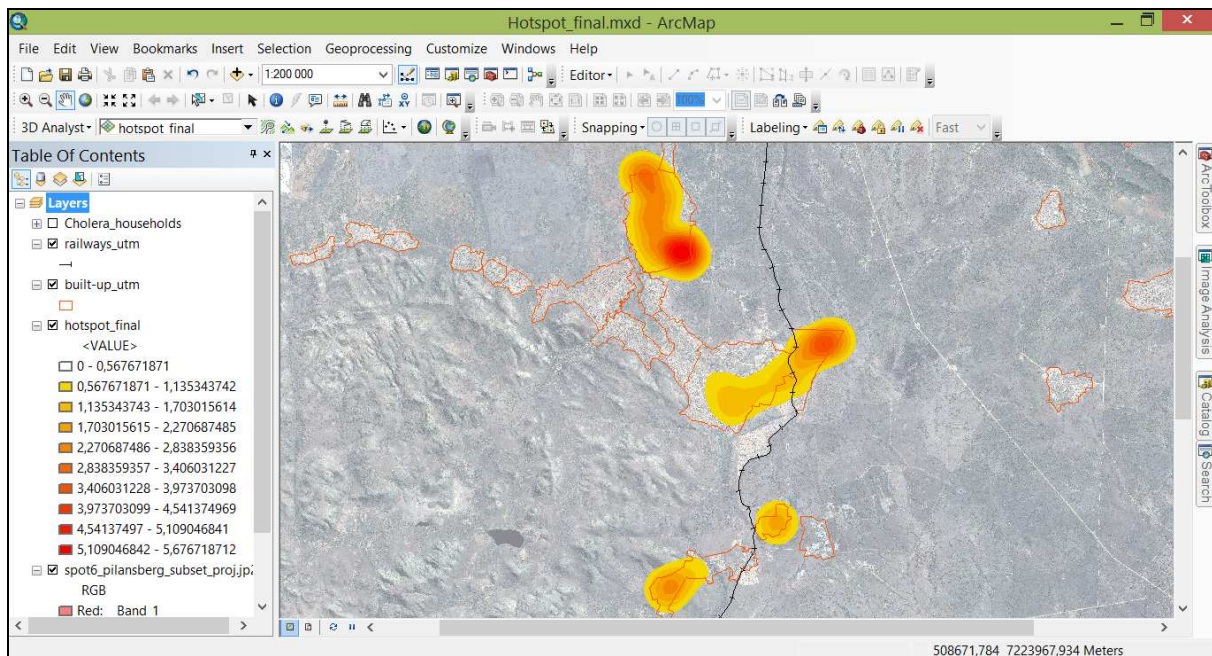 Hotspot_final.mxd - ArcMap
File Edit View Bookmarks Insert Selection Geoprocessing Customize Windows Help
1:200 000 Editor
100%
3D Analyst hotspot final Snapping Labeling Fast
Table Of Contents
Layers
Cholera_households
railways_utm
built-up_utm
hotspot_final
<VALUE>
0 - 0,567671871
0,567671871 - 1,135343742
1,135343743 - 1,703015614
1,703015615 - 2,270687485
2,270687486 - 2,838359356
2,838359357 - 3,406031227
3,406031228 - 3,973703098
3,973703099 - 4,541374969
4,54137497 - 5,109046841
5,109046842 - 5,676718712
spot6_pilansberg_subset_proj.jp2
RGB
Red: Band_1
ArcToolbox
Image Analysis
Catalog
Search
508671,784 7223967,934 Meters